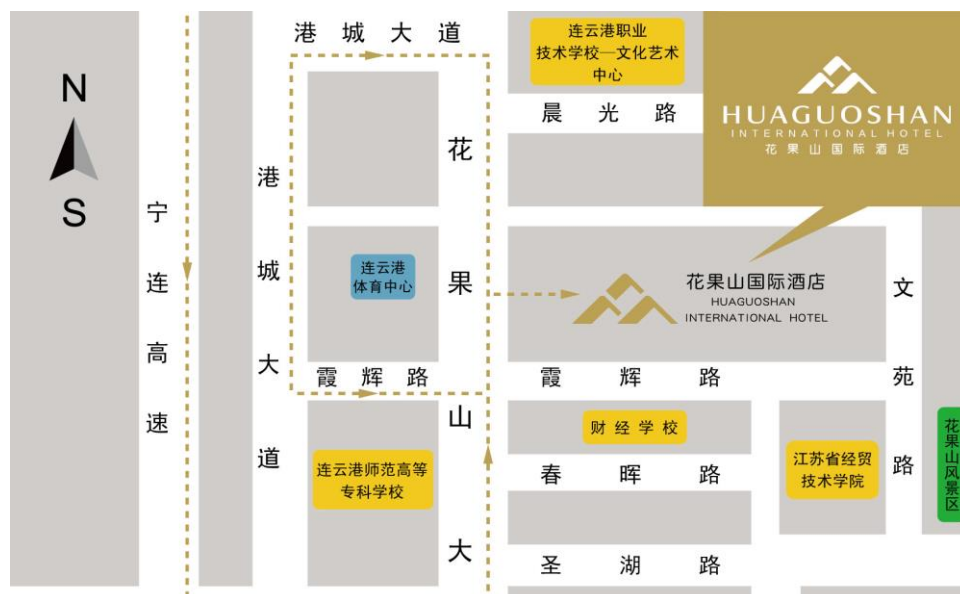 港城大道
连云港职业
技术学校—文化艺术
中心
HUAGUOSHAN
INTERNATIONAL HOTEL
花果山国际酒店
晨光路
N
S
宁连高速
港城大道
花果山大
连云港
体育中心
花果山国际酒店
HUAGUOSHAN
INTERNATIONAL HOTEL
文苑路
霞辉路
霞辉路
财经学校
连云港师范高等
专科学校
春晖路
江苏省经贸
技术学院
花果山风景区
圣湖路